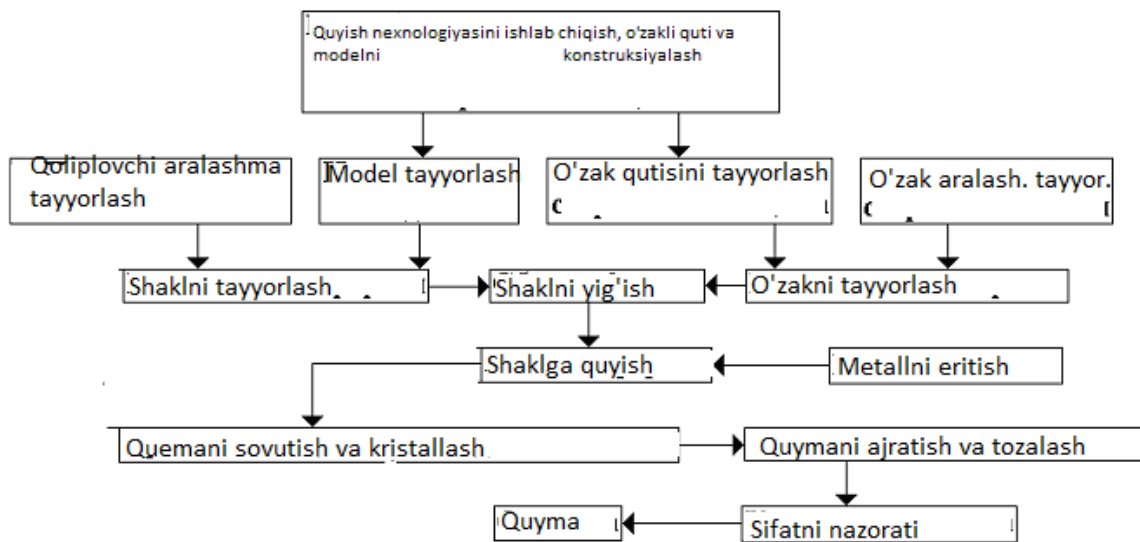 Quyish nexnologiyasini ishlab chiqish, o'zakli quti va
modelni konstruksiyalash
Qoliplovchi aralashma
tayyorlash
Model tayyorlash
O'zak qutisini tayyorlash
O'zak aralash. tayyor.
Shaklni tayyorlash
Shaklni yig'ish
O'zakni tayyorlash
Shaklga quyish
Metallni eritish
Quemani sovutish va kristallash
Quymani ajratish va tozalash
Quyma
Sifatni nazorati